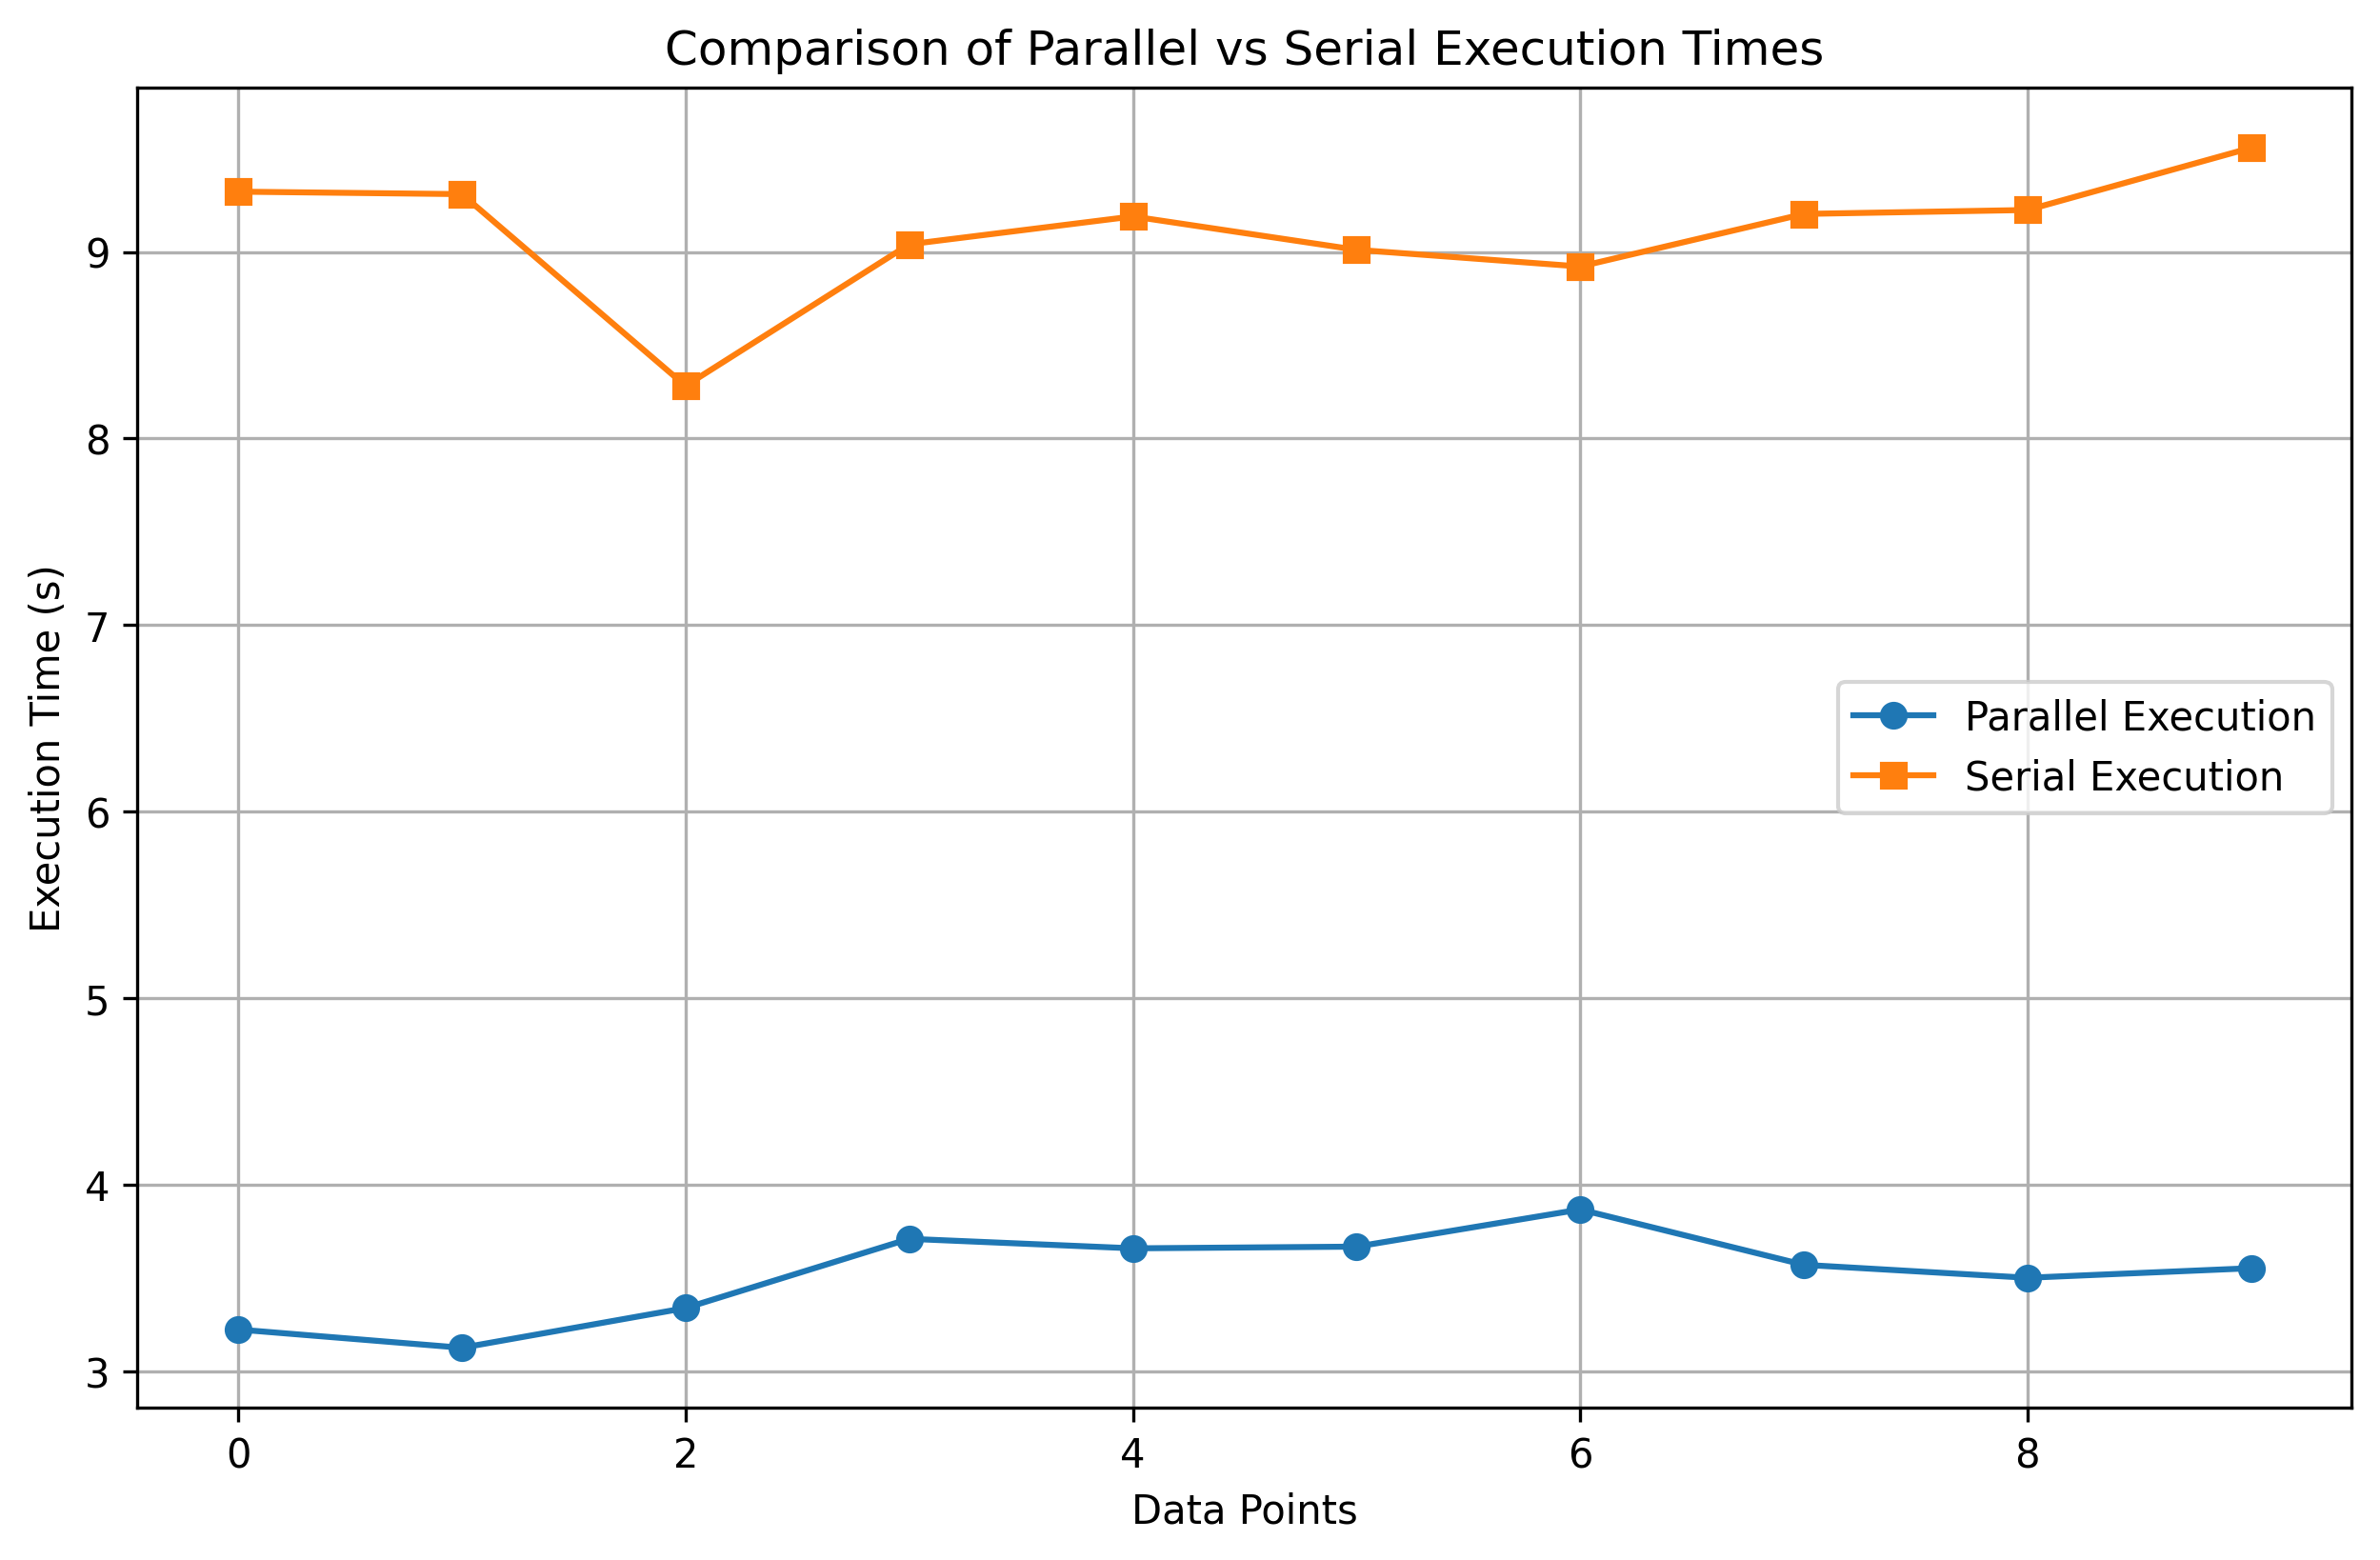 Comparison of Parallel vs Serial Execution Times
Execution Time (s)
9
8
7
6
5
4
3
Parallel Execution
Serial Execution
0 2 4 6 8
Data Points